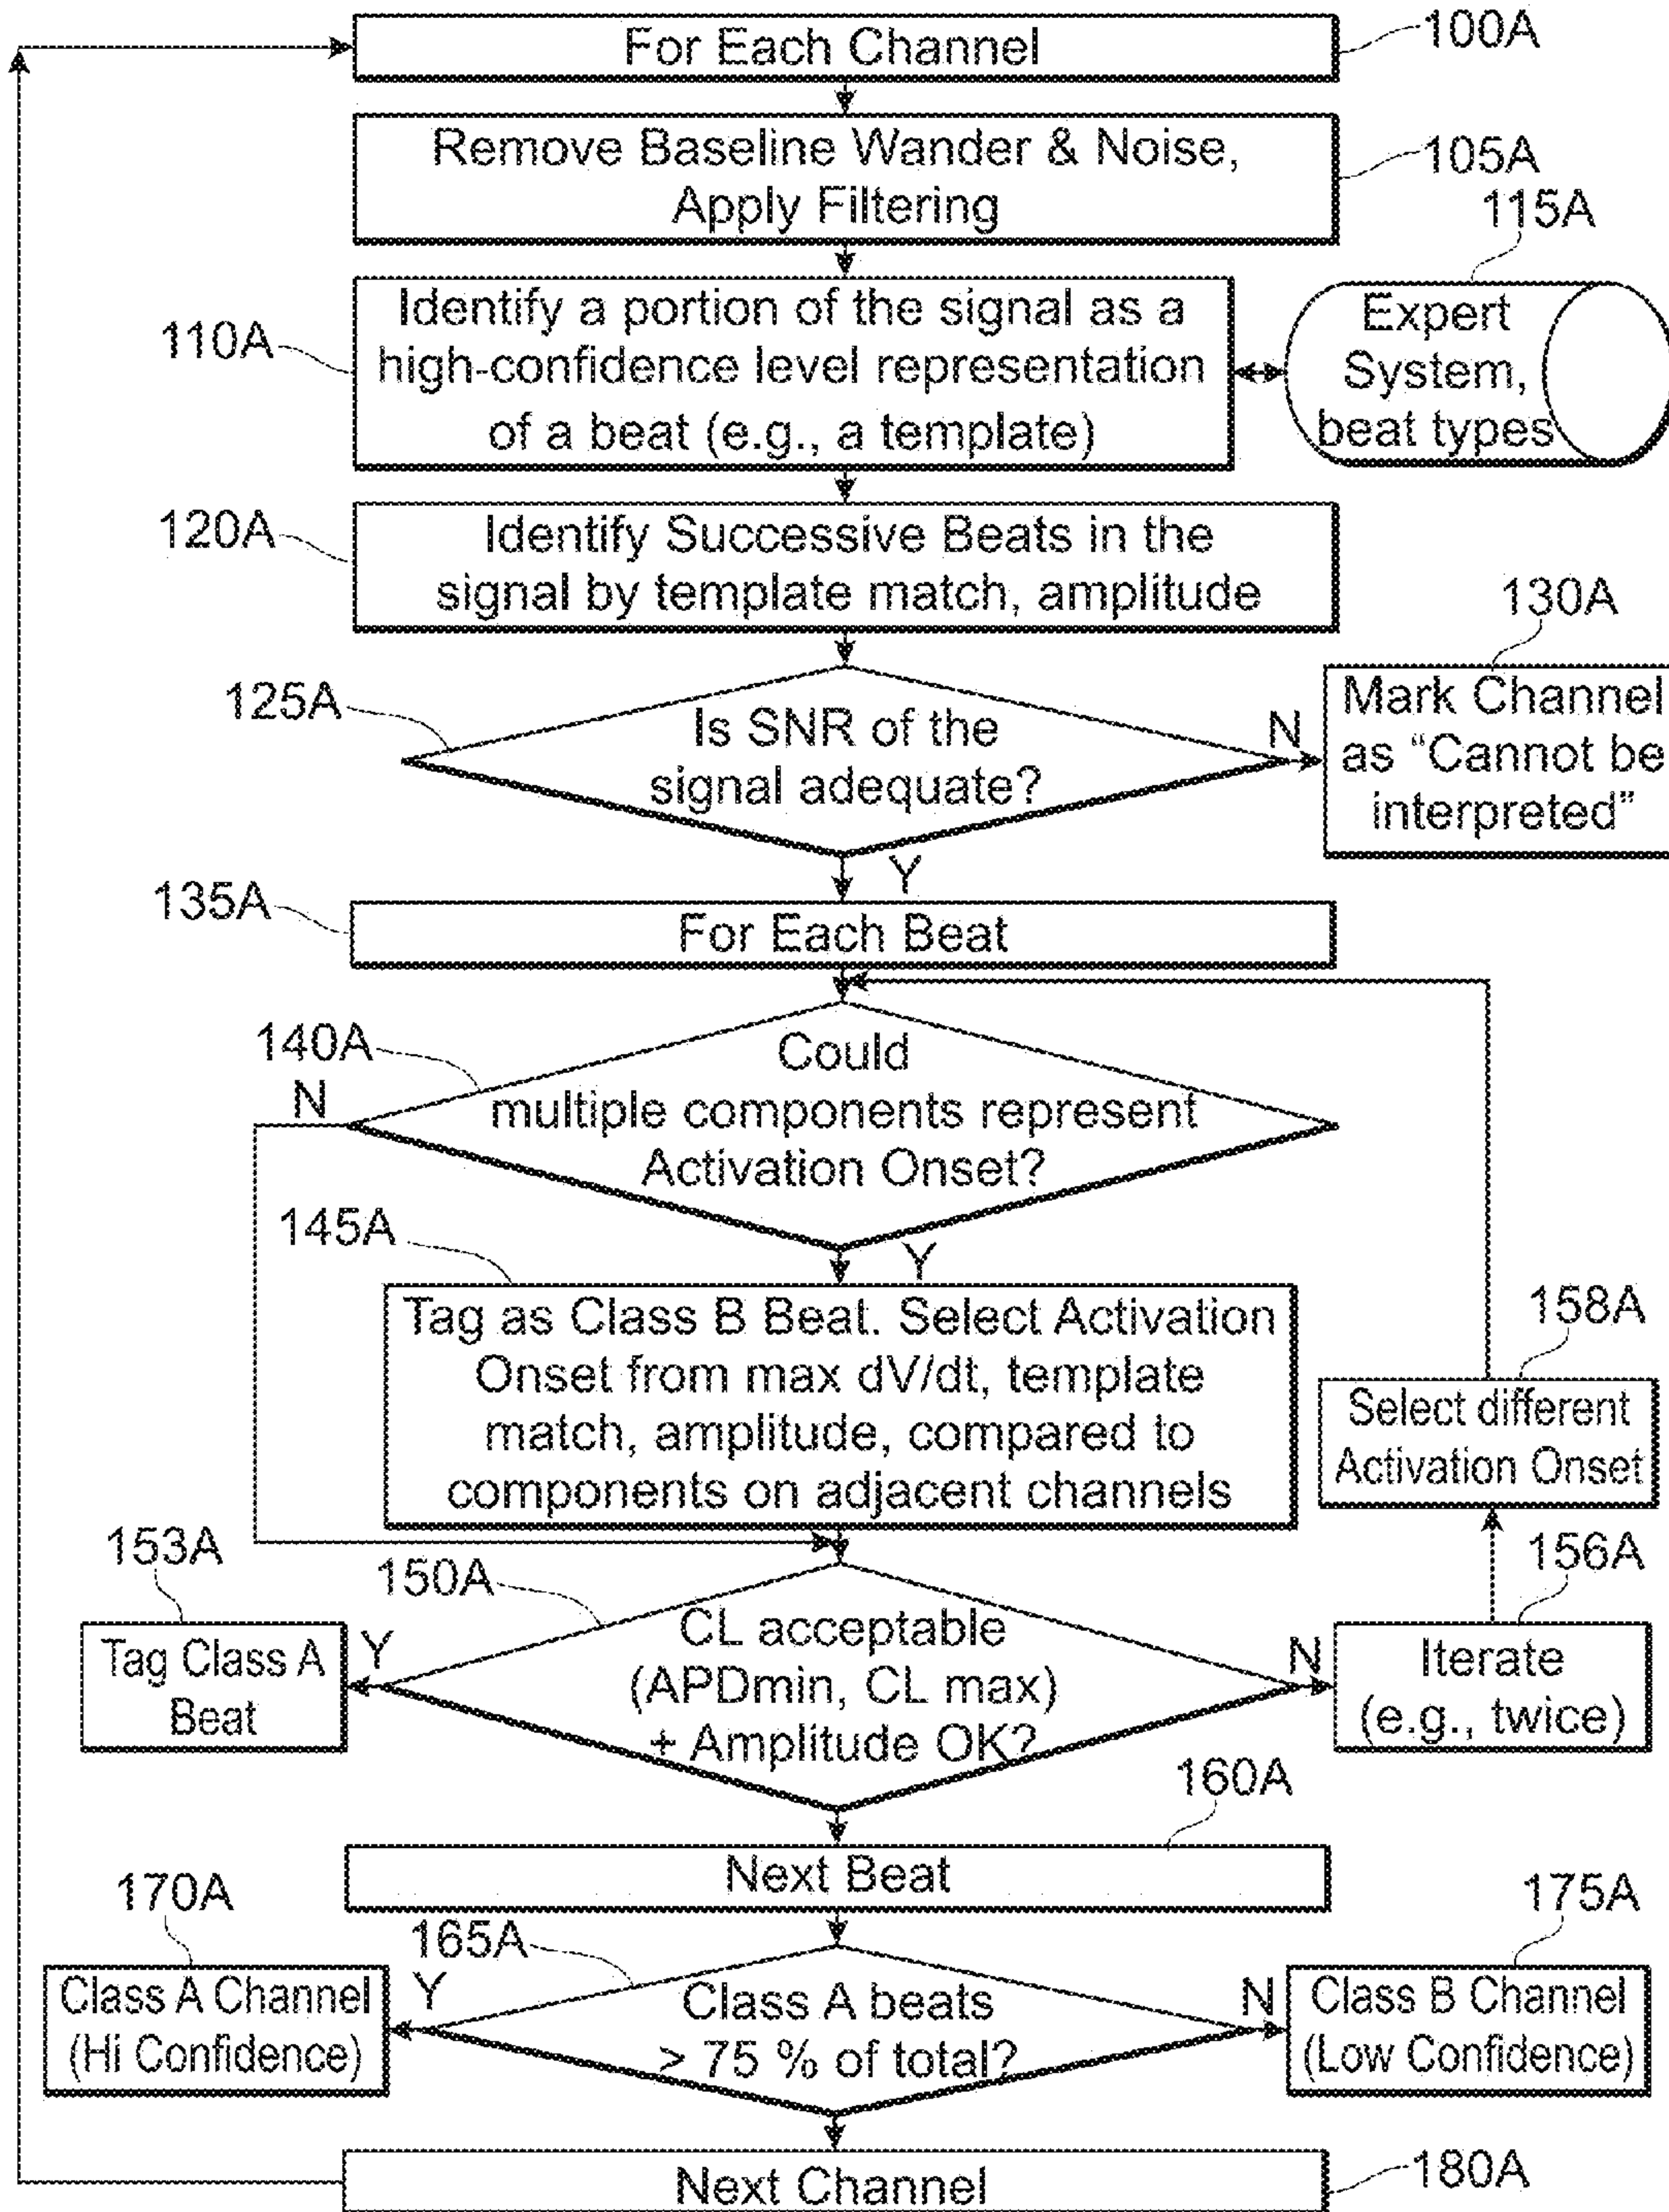 For Each Channel
100A
Remove Baseline Wander & Noise,
Apply Filtering
105A
115A
110A
Identify a portion of the signal as a
high-confidence level representation
of a beat (e.g., a template)
Expert
System,
beat types
120A
Identify Successive Beats in the
signal by template match, amplitude
130A
125A
Is SNR of the
signal adequate?
N
Mark Channel
as “Cannot be
interpreted”
Y
135A
For Each Beat
140A
N
Could
multiple components represent
Activation Onset?
145A
Y
Tag as Class B Beat. Select Activation
Onset from max dV/dt, template
match, amplitude, compared to
components on adjacent channels
158A
Select different
Activation Onset
153A
150A
156A
Tag Class A
Beat
Y
CL acceptable
(APDmin, CL max)
+ Amplitude OK?
N
Iterate
(e.g., twice)
160A
Next Beat
170A
165A
175A
Class A Channel
(Hi Confidence)
Y
Class A beats
> 75 % of total?
N
Class B Channel
(Low Confidence)
Next Channel
180A